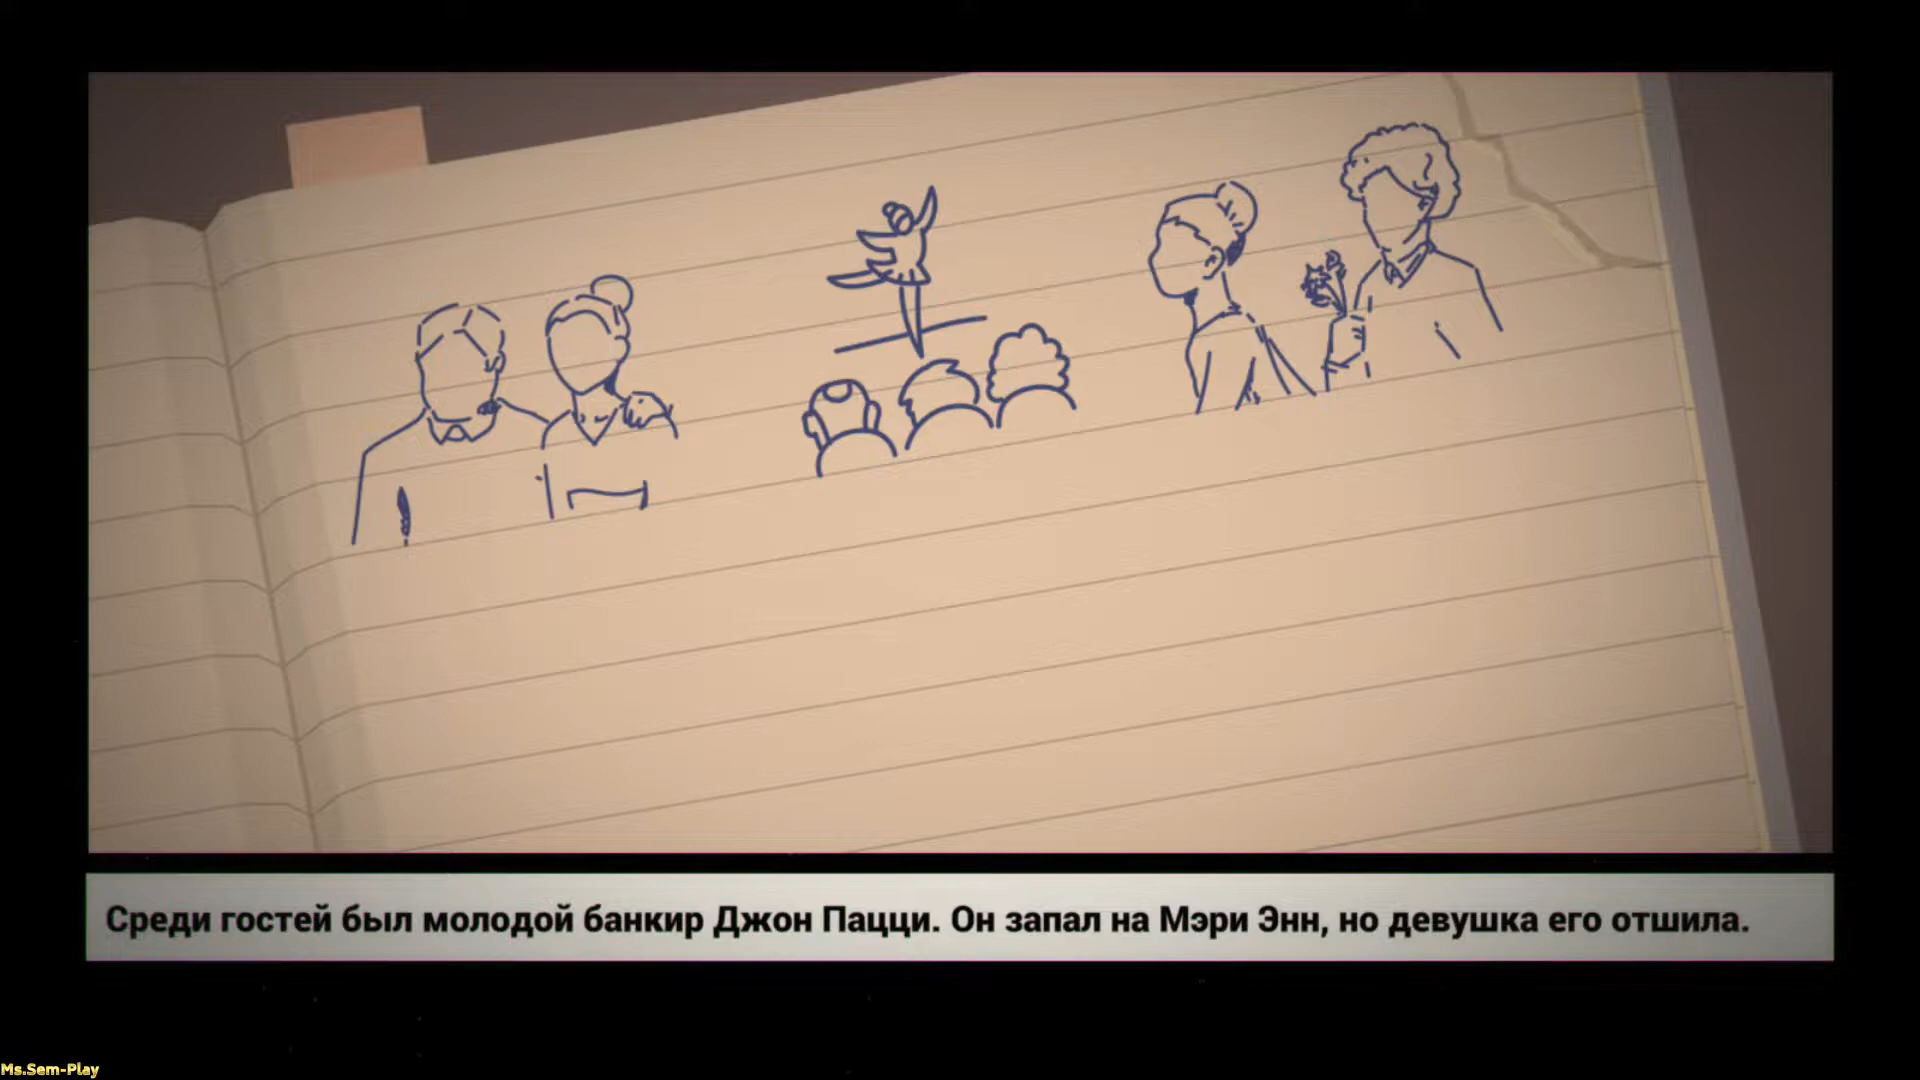 Среди гостей был молодой банкир Джон Пацци. Он запал на Мэри Энн, но девушка его отшила.
Ms.Sem-Play